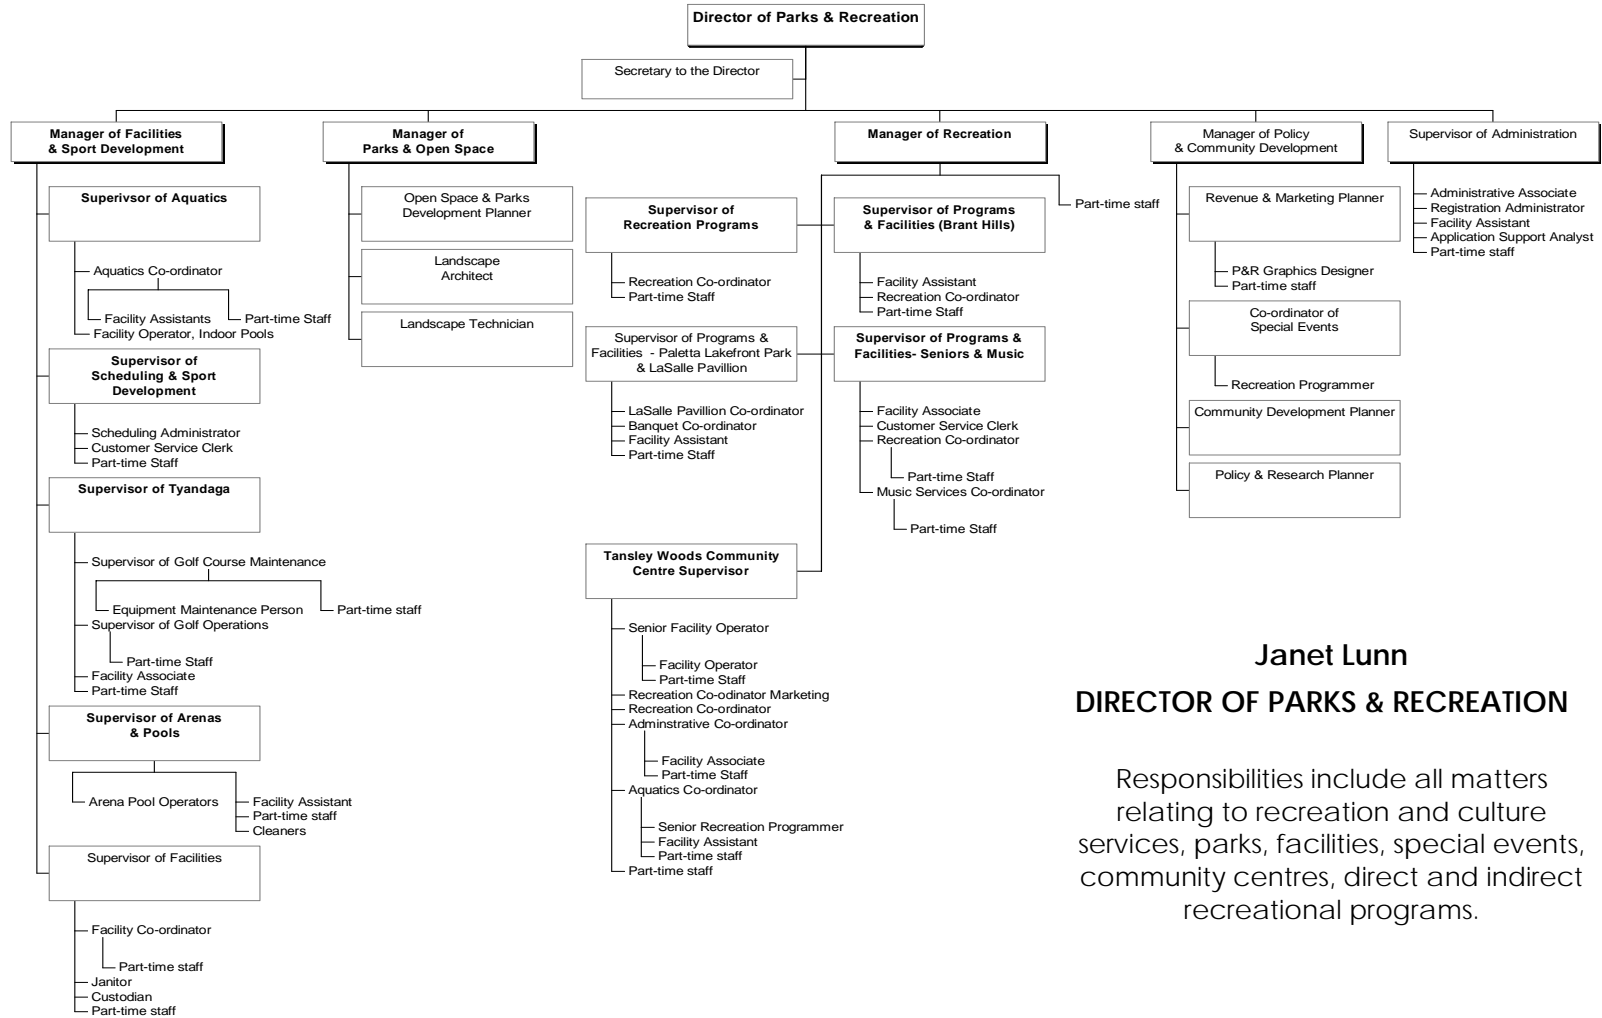 Director of Parks & Recreation
Secretary to the Director
Manager of Facilities
& Sport Development
Superivsor of Aquatics
Aquatics Co-ordinator
Facility Assistants
Part-time Staff
Facility Operator, Indoor Pools
Supervisor of
Scheduling & Sport
Development
Scheduling Administrator
Customer Service Clerk
Part-time Staff
Supervisor of Tyandaga
Supervisor of Golf Course Maintenance
Equipment Maintenance Person
Part-time staff
Supervisor of Golf Operations
Part-time Staff
Facility Associate
Part-time Staff
Supervisor of Arenas
& Pools
Arena Pool Operators
Facility Assistant
Part-time staff
Cleaners
Supervisor of Facilities
Facility Co-ordinator
Part-time staff
Janitor
Custodian
Part-time staff
Manager of
Parks & Open Space
Open Space & Parks
Development Planner
Landscape
Architect
Landscape Technician
Manager of Recreation
Part-time staff
Supervisor of
Recreation Programs
Recreation Co-ordinator
Part-time Staff
Supervisor of Programs
& Facilities (Brant Hills)
Facility Assistant
Recreation Co-ordinator
Part-time Staff
Supervisor of Programs &
Facilities - Paletta Lakefront Park
& LaSalle Pavillion
LaSalle Pavillion Co-ordinator
Banquet Co-ordinator
Facility Assistant
Part-time Staff
Supervisor of Programs &
Facilities- Seniors & Music
Facility Associate
Customer Service Clerk
Recreation Co-ordinator
Part-time Staff
Music Services Co-ordinator
Part-time Staff
Tansley Woods Community
Centre Supervisor
Senior Facility Operator
Facility Operator
Part-time Staff
Recreation Co-odinator Marketing
Recreation Co-ordinator
Adminstrative Co-ordinator
Facility Associate
Part-time Staff
Aquatics Co-ordinator
Senior Recreation Programmer
Facility Assistant
Part-time staff
Part-time staff
Manager of Policy
& Community Development
Revenue & Marketing Planner
P&R Graphics Designer
Part-time staff
Co-ordinator of
Special Events
Recreation Programmer
Community Development Planner
Policy & Research Planner
Supervisor of Administration
Administrative Associate
Registration Administrator
Facility Assistant
Application Support Analyst
Part-time staff
Janet Lunn
DIRECTOR OF PARKS & RECREATION
Responsibilities include all matters
relating to recreation and culture
services, parks, facilities, special events,
community centres, direct and indirect
recreational programs.